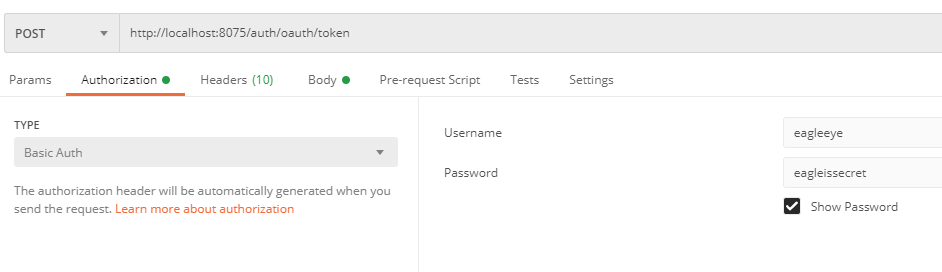 POST http://localhost:8075/auth/oauth/token
Params Authorization Headers (10) Body Pre-request Script Tests Settings
TYPE
Basic Auth
The authorization header will be automatically generated when you
send the request. Learn more about authorization
Username eagleeye
Password eagleissecret
Show Password